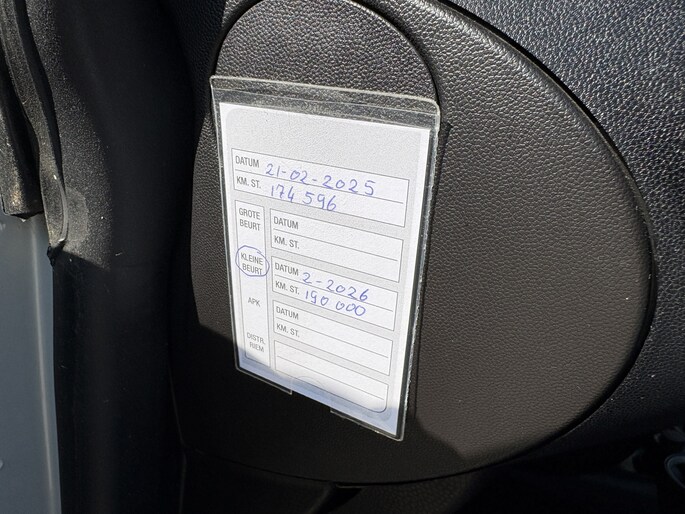 DATUM 21-02-2025
KM. ST. 174 596
GROTE
BEURT
DATUM
KM. ST.
KLEINE
BEURT
DATUM 2-2026
KM. ST. 190 000
APK
DATUM
KM. ST.
DISTR.
RIEM